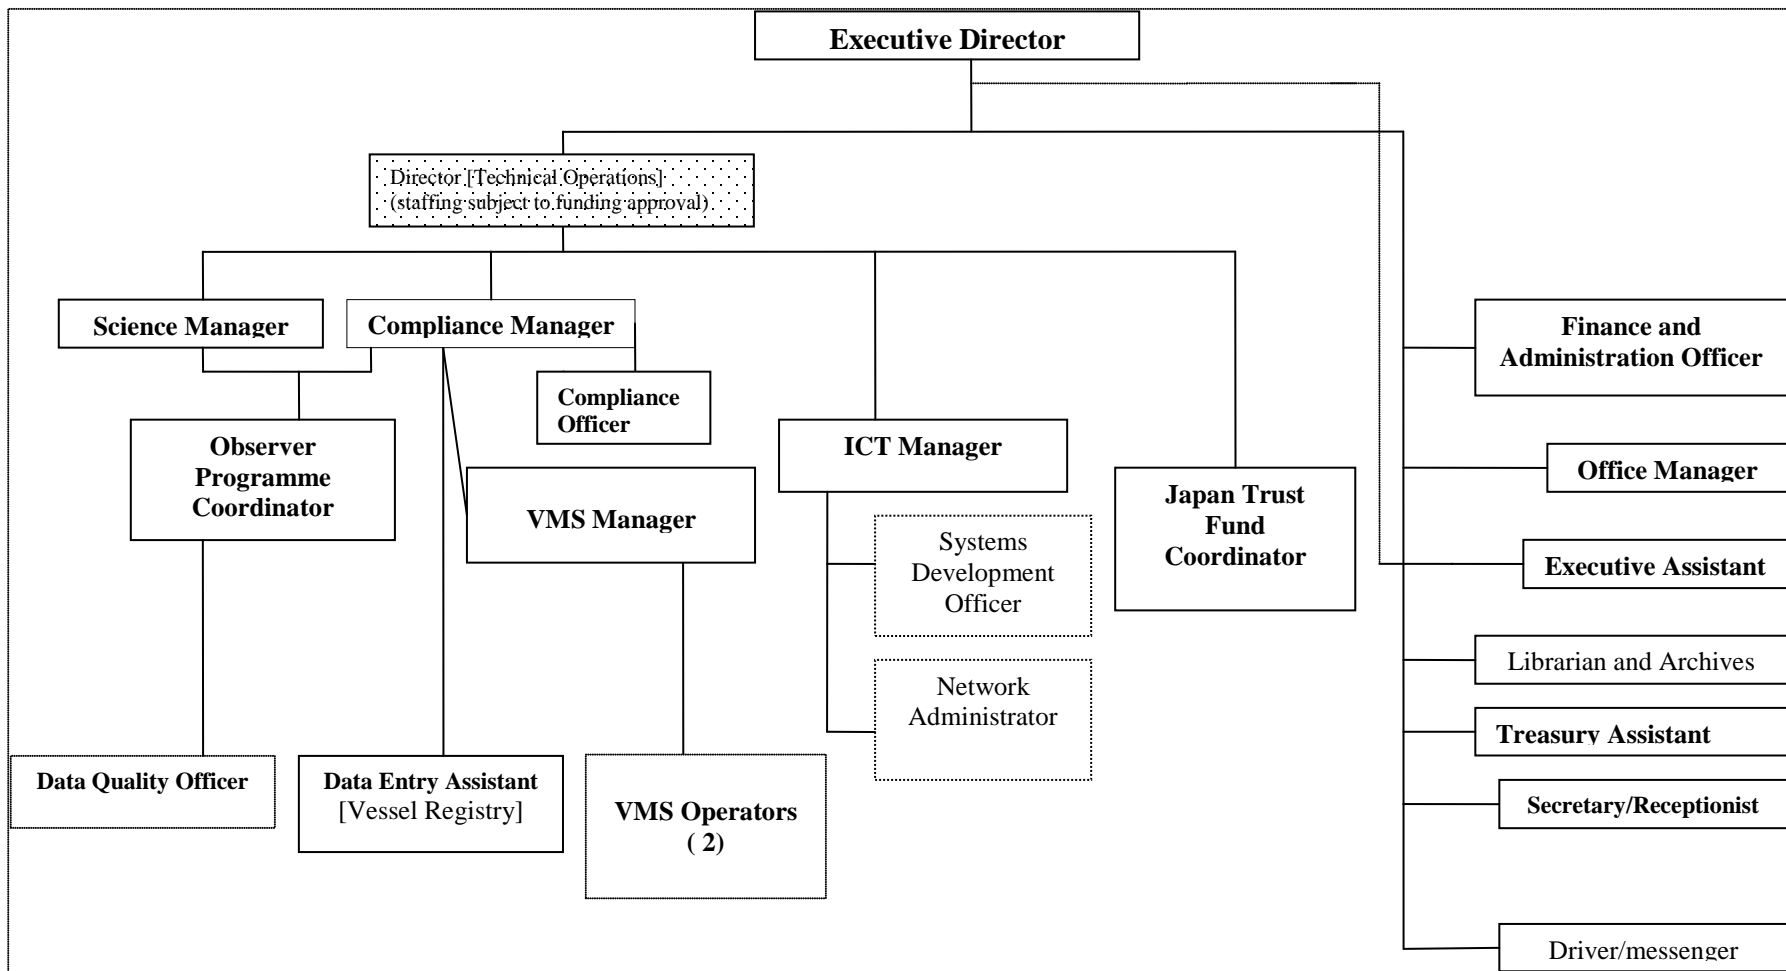 Executive Director
Director [Technical Operations]
(staffing subject to funding approval)
Science Manager
Compliance Manager
Finance and
Administration Officer
Compliance
Officer
Observer
Programme
Coordinator
ICT Manager
Office Manager
VMS Manager
Japan Trust
Fund
Coordinator
Systems
Development
Officer
Executive Assistant
Librarian and Archives
Network
Administrator
Treasury Assistant
Data Quality Officer
Data Entry Assistant
[Vessel Registry]
VMS Operators
( 2)
Secretary/Receptionist
Driver/messenger